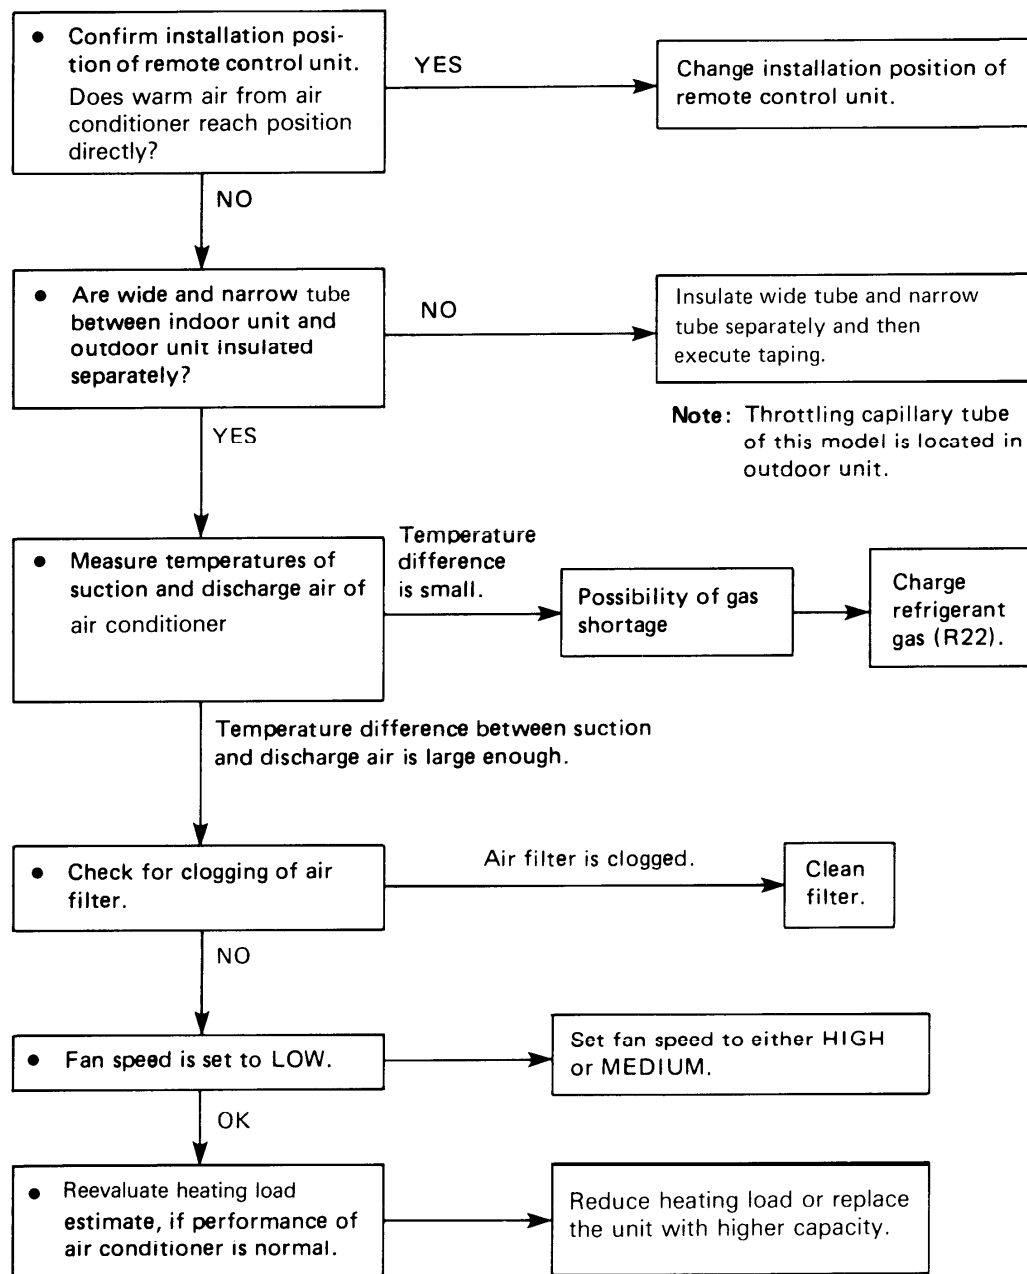 ● Confirm installation posi-
tion of remote control unit.
Does warm air from air
conditioner reach position
directly?
YES
Change installation position of
remote control unit.
NO
● Are wide and narrow tube
between indoor unit and
outdoor unit insulated
separately?
NO
Insulate wide tube and narrow
tube separately and then
execute taping.
Note: Throttling capillary tube
of this model is located in
outdoor unit.
YES
● Measure temperatures of
suction and discharge air of
air conditioner
Temperature
difference
is small.
Possibility of gas
shortage
Charge
refrigerant
gas (R22).
Temperature difference between suction
and discharge air is large enough.
● Check for clogging of air
filter.
Air filter is clogged.
Clean
filter.
NO
● Fan speed is set to LOW.
Set fan speed to either HIGH
or MEDIUM.
OK
● Reevaluate heating load
estimate, if performance of
air conditioner is normal.
Reduce heating load or replace
the unit with higher capacity.